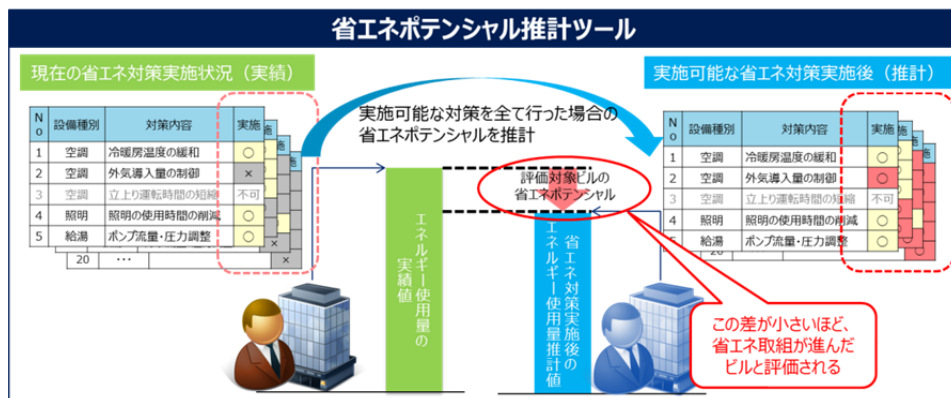 省エネポテンシャル推計ツール
現在の省エネ対策実施状況（実績）
No 設備種別 対策内容 実施
1 空調 冷暖房温度の緩和 ○
2 空調 外気導入量の制御 ×
3 空調 立上り運転時間の短縮 不可
4 照明 照明の使用時間の削減 ○
5 給湯 ポンプ流量・圧力調整 ○
20 ･･･ ×
実施可能な対策を全て行った場合の
省エネポテンシャルを推計
評価対象ビルの
省エネポテンシャル
エネルギー使用量の
実績値
省エネ対策実施後の
エネルギー使用量推計値
実施可能な省エネ対策実施後（推計）
No 設備種別 対策内容 実施
1 空調 冷暖房温度の緩和 ○
2 空調 外気導入量の制御 ○
3 空調 立上り運転時間の短縮 不可
4 照明 照明の使用時間の削減 ○
5 給湯 ポンプ流量・圧力調整 ○
20 ･･･ ○
この差が小さいほど、
省エネ取組が進んだ
ビルと評価される